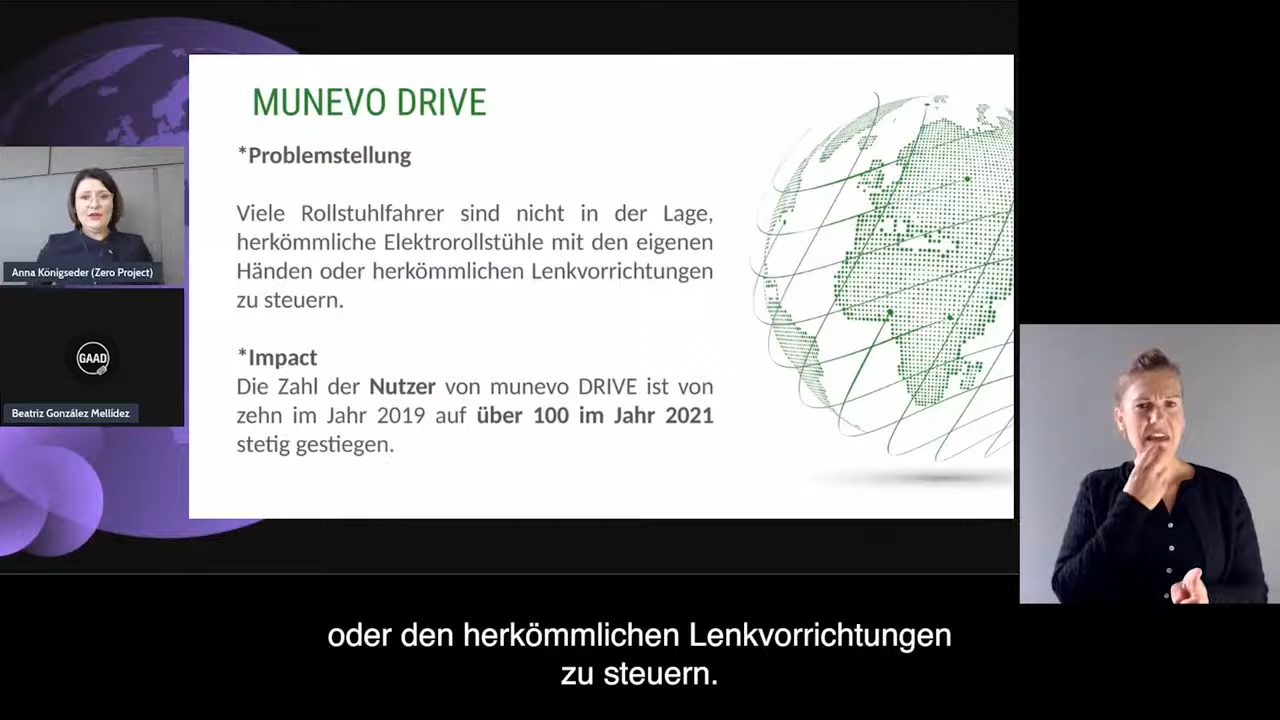 MUNEVO DRIVE
*Problemstellung
Viele Rollstuhlfahrer sind nicht in der Lage,
herkömmliche Elektrorollstühle mit den eigenen
Händen oder herkömmlichen Lenkvorrichtungen
zu steuern.
*Impact
Die Zahl der Nutzer von munevo DRIVE ist von
zehn im Jahr 2019 auf über 100 im Jahr 2021
stetig gestiegen.
Anna Königseder (Zero Project)
GAAD
Beatriz González Mellídez
oder den herkömmlichen Lenkvorrichtungen
zu steuern.